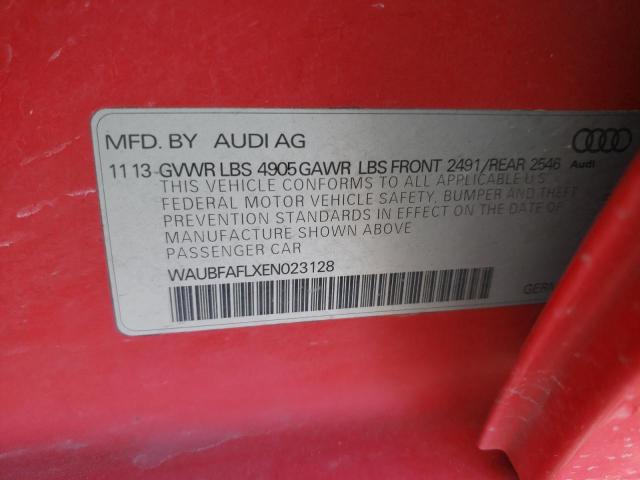 MFD. BY AUDI AG
11 13 GVWR LBS 4905 GAWR LBS FRONT 2491/REAR 2546
Audi
THIS VEHICLE CONFORMS TO ALL APPLICABLE U.S.
FEDERAL MOTOR VEHICLE SAFETY, BUMPER AND THEFT
PREVENTION STANDARDS IN EFFECT ON THE DATE OF
MANUFACTURE SHOWN ABOVE
PASSENGER CAR
WAUBFAFLXEN023128